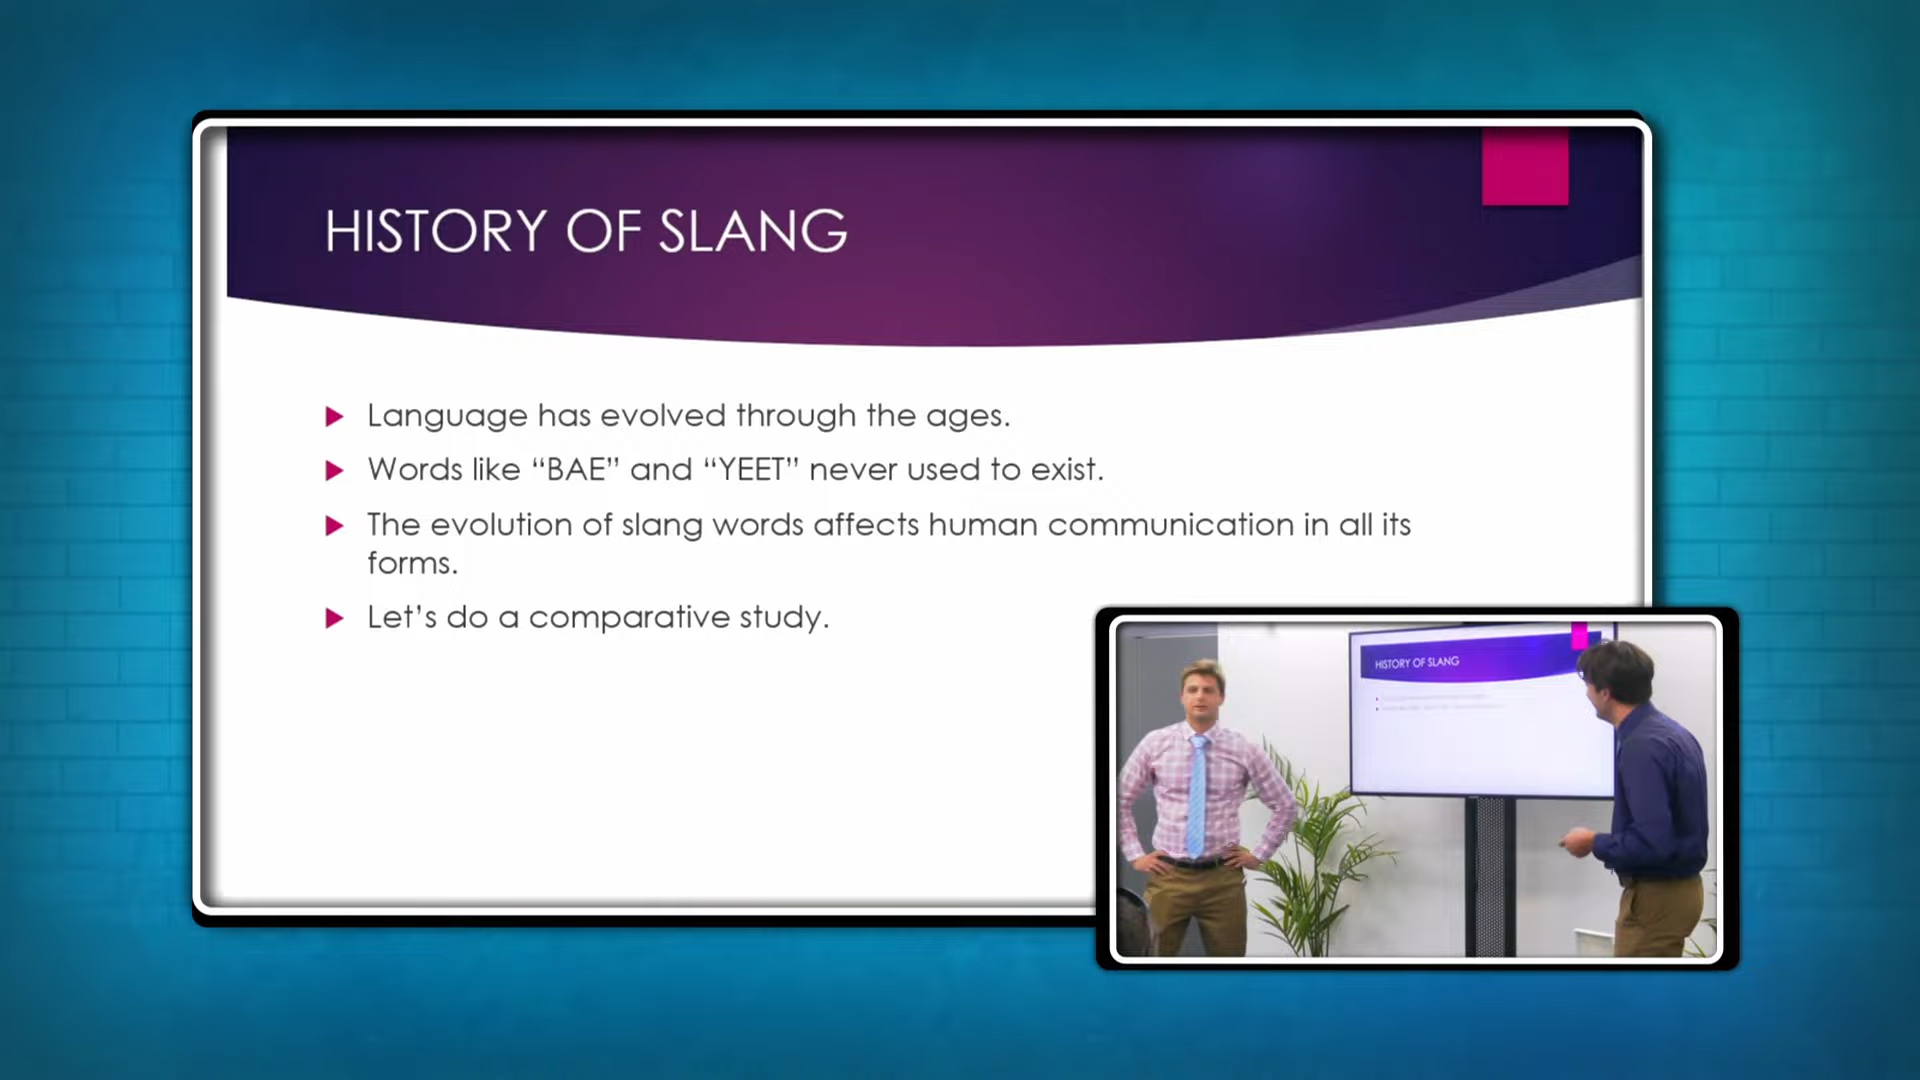 HISTORY OF SLANG
Language has evolved through the ages.
Words like “BAE” and “YEET” never used to exist.
The evolution of slang words affects human communication in all its
forms.
Let’s do a comparative study.
HISTORY OF SLANG